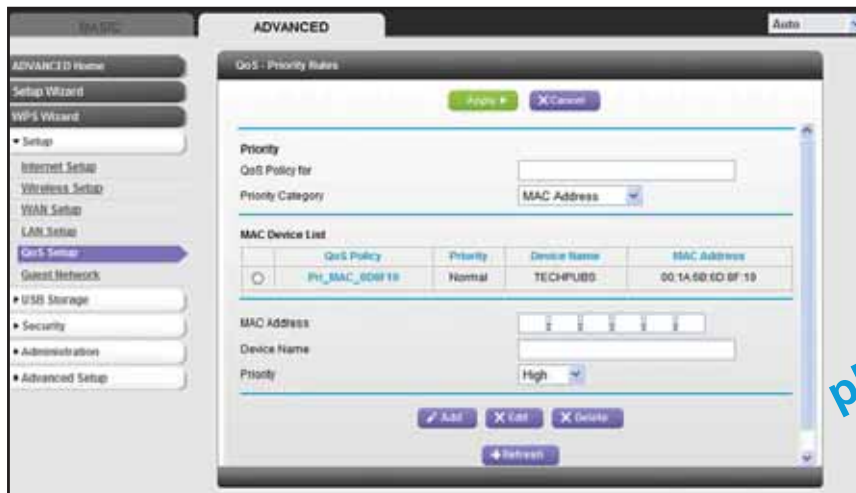 BASIC
ADVANCED
Auto
ADVANCED Home
Setup Wizard
WPS Wizard
Setup
Internet Setup
Wireless Setup
WAN Setup
LAN Setup
QoS Setup
Guest Network
USB Storage
Security
Administration
Advanced Setup
QoS - Priority Rules
Apply
Cancel
Priority
QoS Policy for
Priority Category
MAC Address
MAC Device List
QoS Policy Priority Device Name MAC Address
Pri_MAC_6D8F19 Normal TECHPUBS 00:1A:6B:6D:8F:19
MAC Address
: : : : :
Device Name
Priority
High
Add
Edit
Delete
Refresh